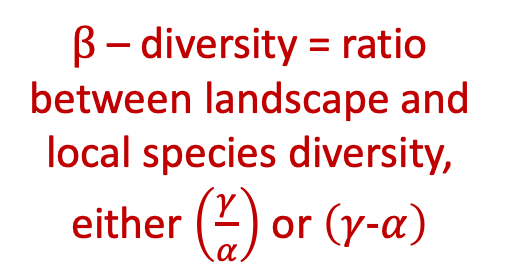 β – diversity = ratio
between landscape and
local species diversity,
either (γ/α) or (γ-α)